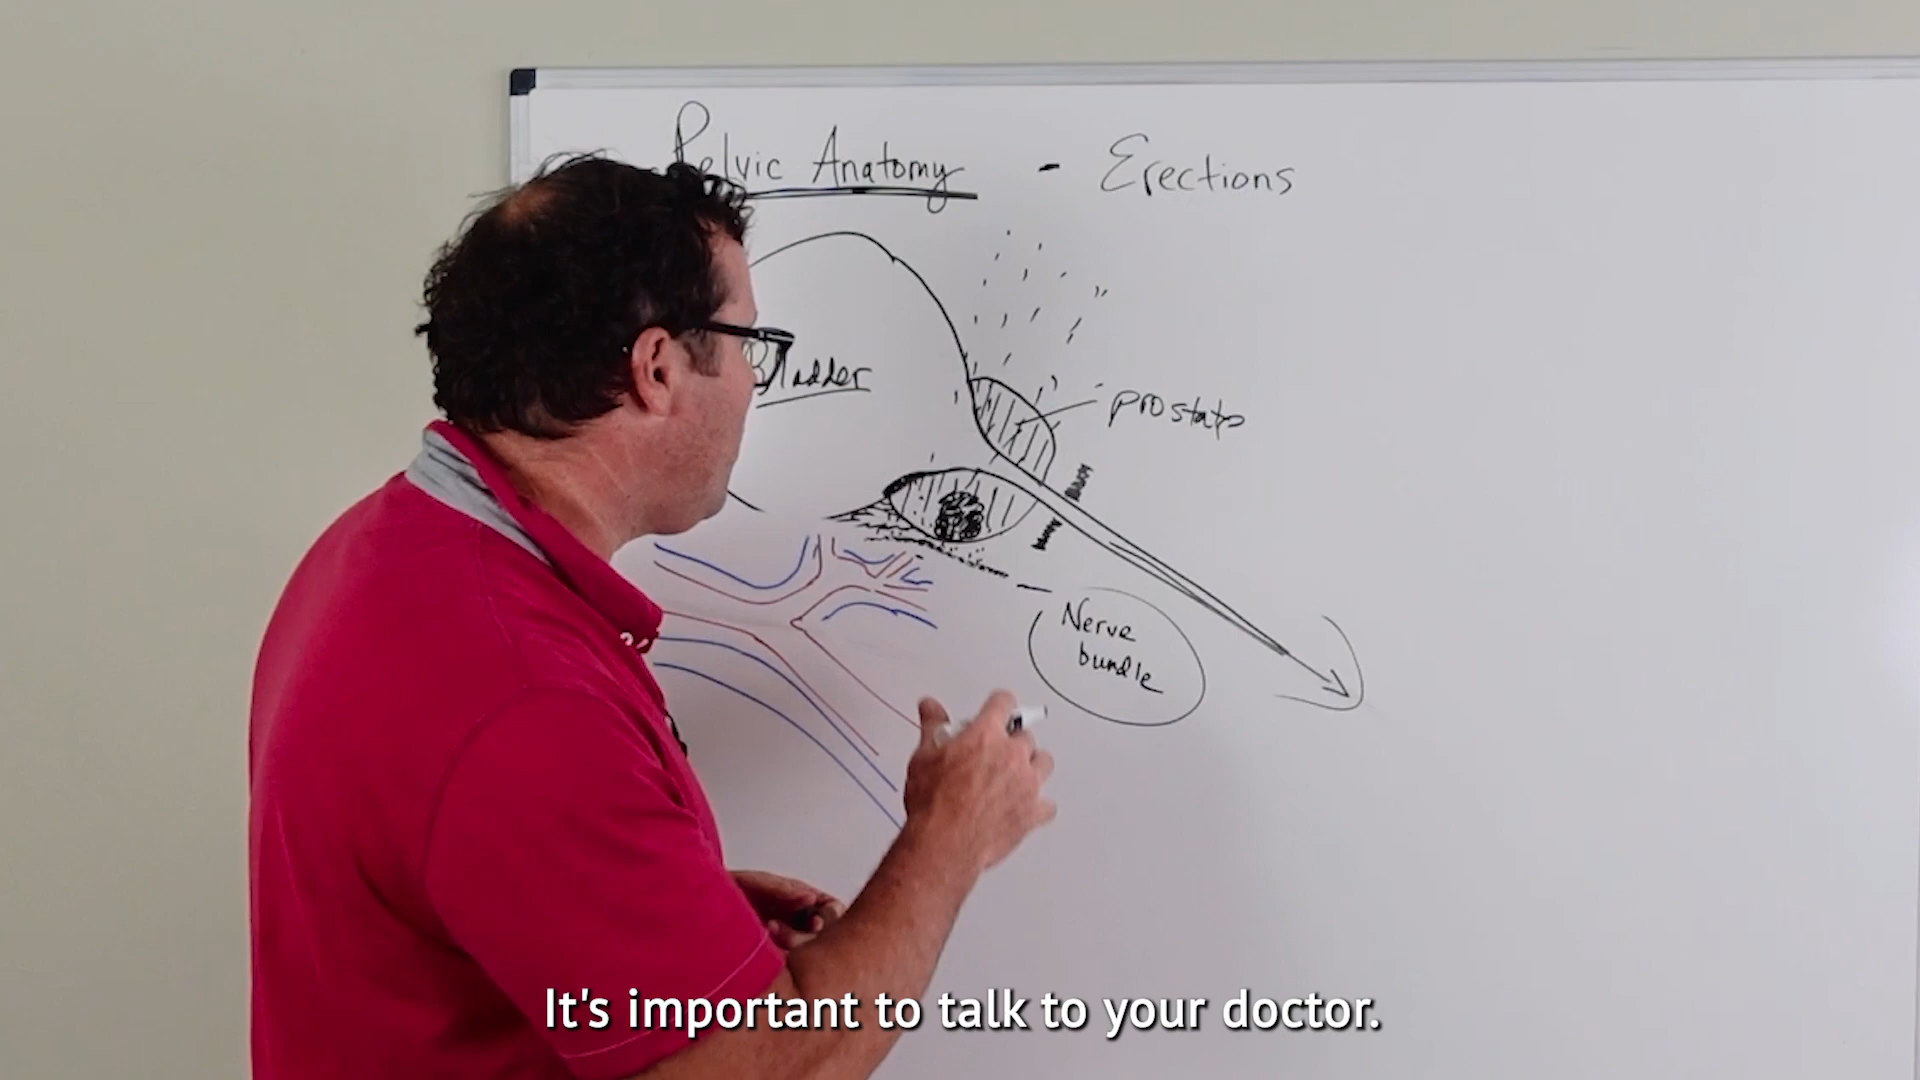 Pelvic Anatomy - Erections
Bladder
prostate
Nerve
bundle
It's important to talk to your doctor.